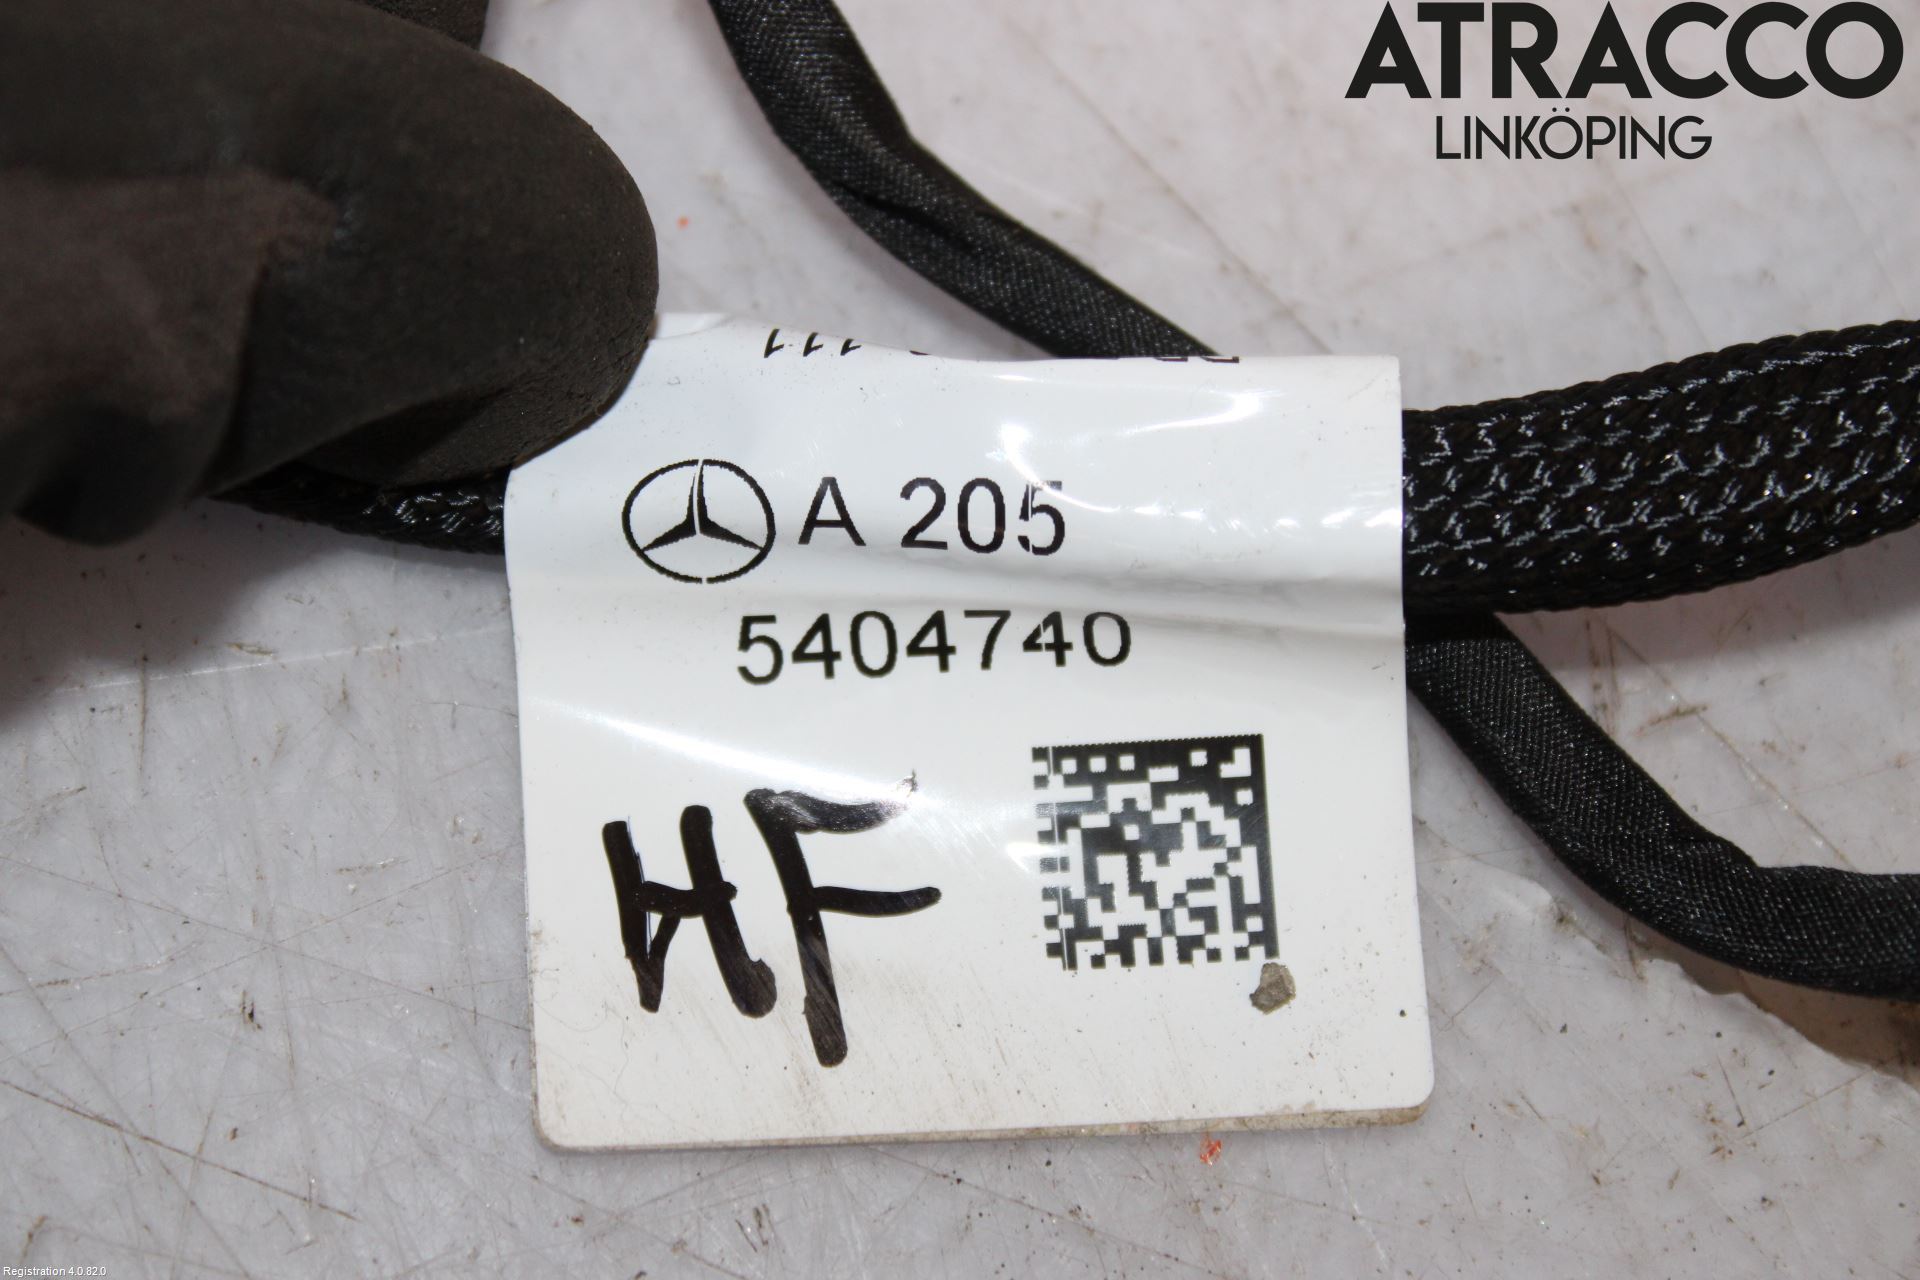 ATRACCO
LINKÖPING
A 205
5404740
HF
Registration 4.0.82.0